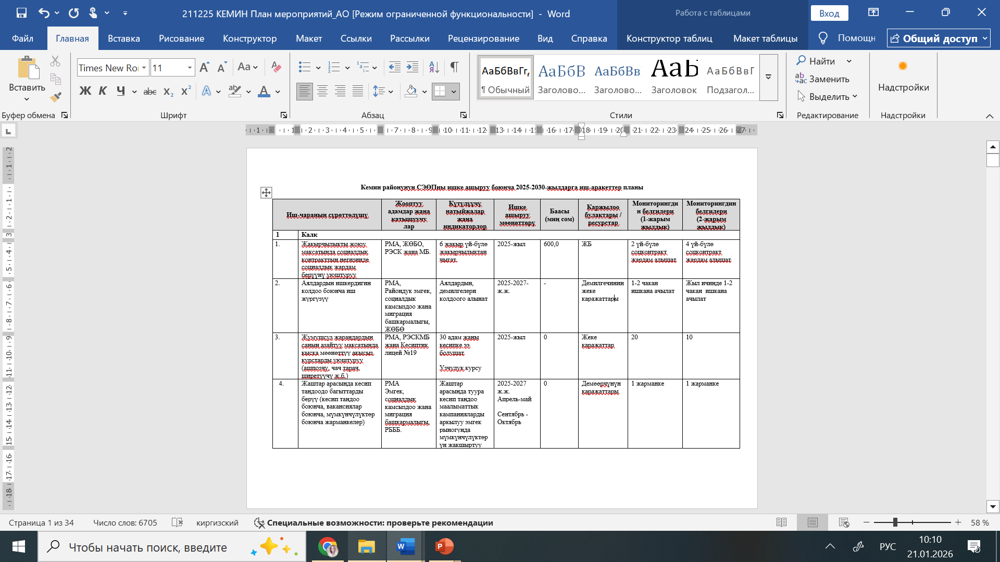 211225 КЕМИН План мероприятий_АО [Режим ограниченной функциональности] - Word
Работа с таблицами
Вход
Файл Главная Вставка Рисование Конструктор Макет Ссылки Рассылки Рецензирование Вид Справка Конструктор таблиц Макет таблицы Помощн Общий доступ
Вставить
Буфер обмена
Times New Ro 11
Ж К Ч abc X₂ X²
Шрифт
Абзац
АаБбВвГг,
¶ Обычный
АаБбВ
Заголово...
АаБбВв
Заголово...
АаБ
Заголовок
АаБбВвГ
Подзагол...
Стили
Найти
Заменить
Выделить
Редактирование
Надстройки
Надстройки
Кемин районунун СЭӨПны ишке ашыруу боюнча 2025-2030-жылдарга иш-аракеттер планы
Иш-чаранын сүрөттөлүшү
Жооптуу
адамдар жана
катышуучу
лар
Күтүлүүчү
натыйжалар
жана
индикаторлор
Ишке
ашыруу
мөөнөттөрү
Баасы
(миң сом)
Каржылоо
булактары /
ресурстар
Мониторингди
н белгилери
(1-жарым
жылдык)
Мониторингдин
белгилери
(2-жарым
жылдык)
1 Калк
1.
Жакырчылыкты жоюу
максатында социалдык
контракттын негизинде
социалдык жардам
берүүнү уюштуруу
РМА, ЖӨБО,
РЭСК жана МБ.
6 жакыр үй-бүлө
жакырчылыктан
чыгат.
2025-жыл
600,0
ЖБ
2 үй-бүлө
соцконтракт
жардам алышат
4 үй-бүлө
соцконтракт
жардам алышат
2.
Аялдардын ишкердигин
колдоо боюнча иш
жүргүзүү
РМА,
Райондук эмгек,
социалдык
камсыздоо жана
миграция
башкармалыгы,
ЖӨБӨ
Аялдардын,
демилгелери
колдоого алынат
2025-2027-
ж.ж.
-
Демилгечинин
жеке
каражаттары
1-2 чакан
ишкана ачылат
Жыл ичинде 1-2
чакан ишкана
ачылат
3.
Жумушсуз жарандардын
санын азайтуу максатында
кыска мөөнөттүү акысыз
курстарды уюштуруу
(ашпозчу, чач тарач,
ширетүүчү ж.б.)
РМА, РЭСКМБ
жана Кесиптик
лицей №19
30 адам жаңы
кесипке ээ
болушат
Узчулук курсу
2025-жыл
0
Жеке
каражаттар
20
10
4.
Жаштар арасында кесип
тандоодо багыттарды
берүү (кесип тандоо
боюнча, вакансиялар
боюнча, мүмкүнчүлүктөр
боюнча жарманкелер)
РМА
Эмгек,
социалдык
камсыздоо жана
миграция
башкармалыгы,
РБББ.
Жаштар
арасында туура
кесип тандоо
маалыматтык
кампанияларды
аркылуу эмгек
рыногунда
мүмкүнчүлүктөр
үн жакшыртуу
2025-2027
ж.ж.
Апрель-май
Сентябрь -
Октябрь
0
Демөөрчүнүн
каражаттары
1 жарманке
1 жарманке
Страница 1 из 34 Число слов: 6705 киргизский Специальные возможности: проверьте рекомендации 58 %
Чтобы начать поиск, введите
РУС
10:10
21.01.2026